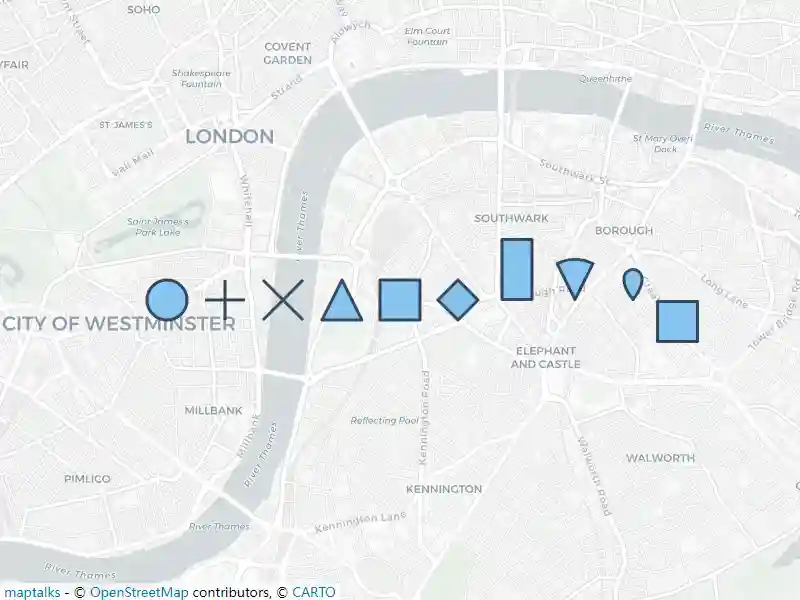 SOHO
Aldwych
Elm Court
Fountain
COVENT
GARDEN
Shakespeare
Fountain
Strand
Queenhithe
ST JAMES'S
LONDON
River Thames
St Mary Overi
Dock
Pall Mall
Southwark St
Whitehall
Saint James's
Park Lake
River Thames
SOUTHWARK
BOROUGH
Long Lane
Tower Bridge Road
CITY OF WESTMINSTER
ELEPHANT
AND CASTLE
MILLBANK
Millbank
River Thames
Reflecting Pool
Kennington Road
Walworth Road
WALWORTH
PIMLICO
KENNINGTON
Kennington Lane
River Thames
River Thames
maptalks - © OpenStreetMap contributors, © CARTO